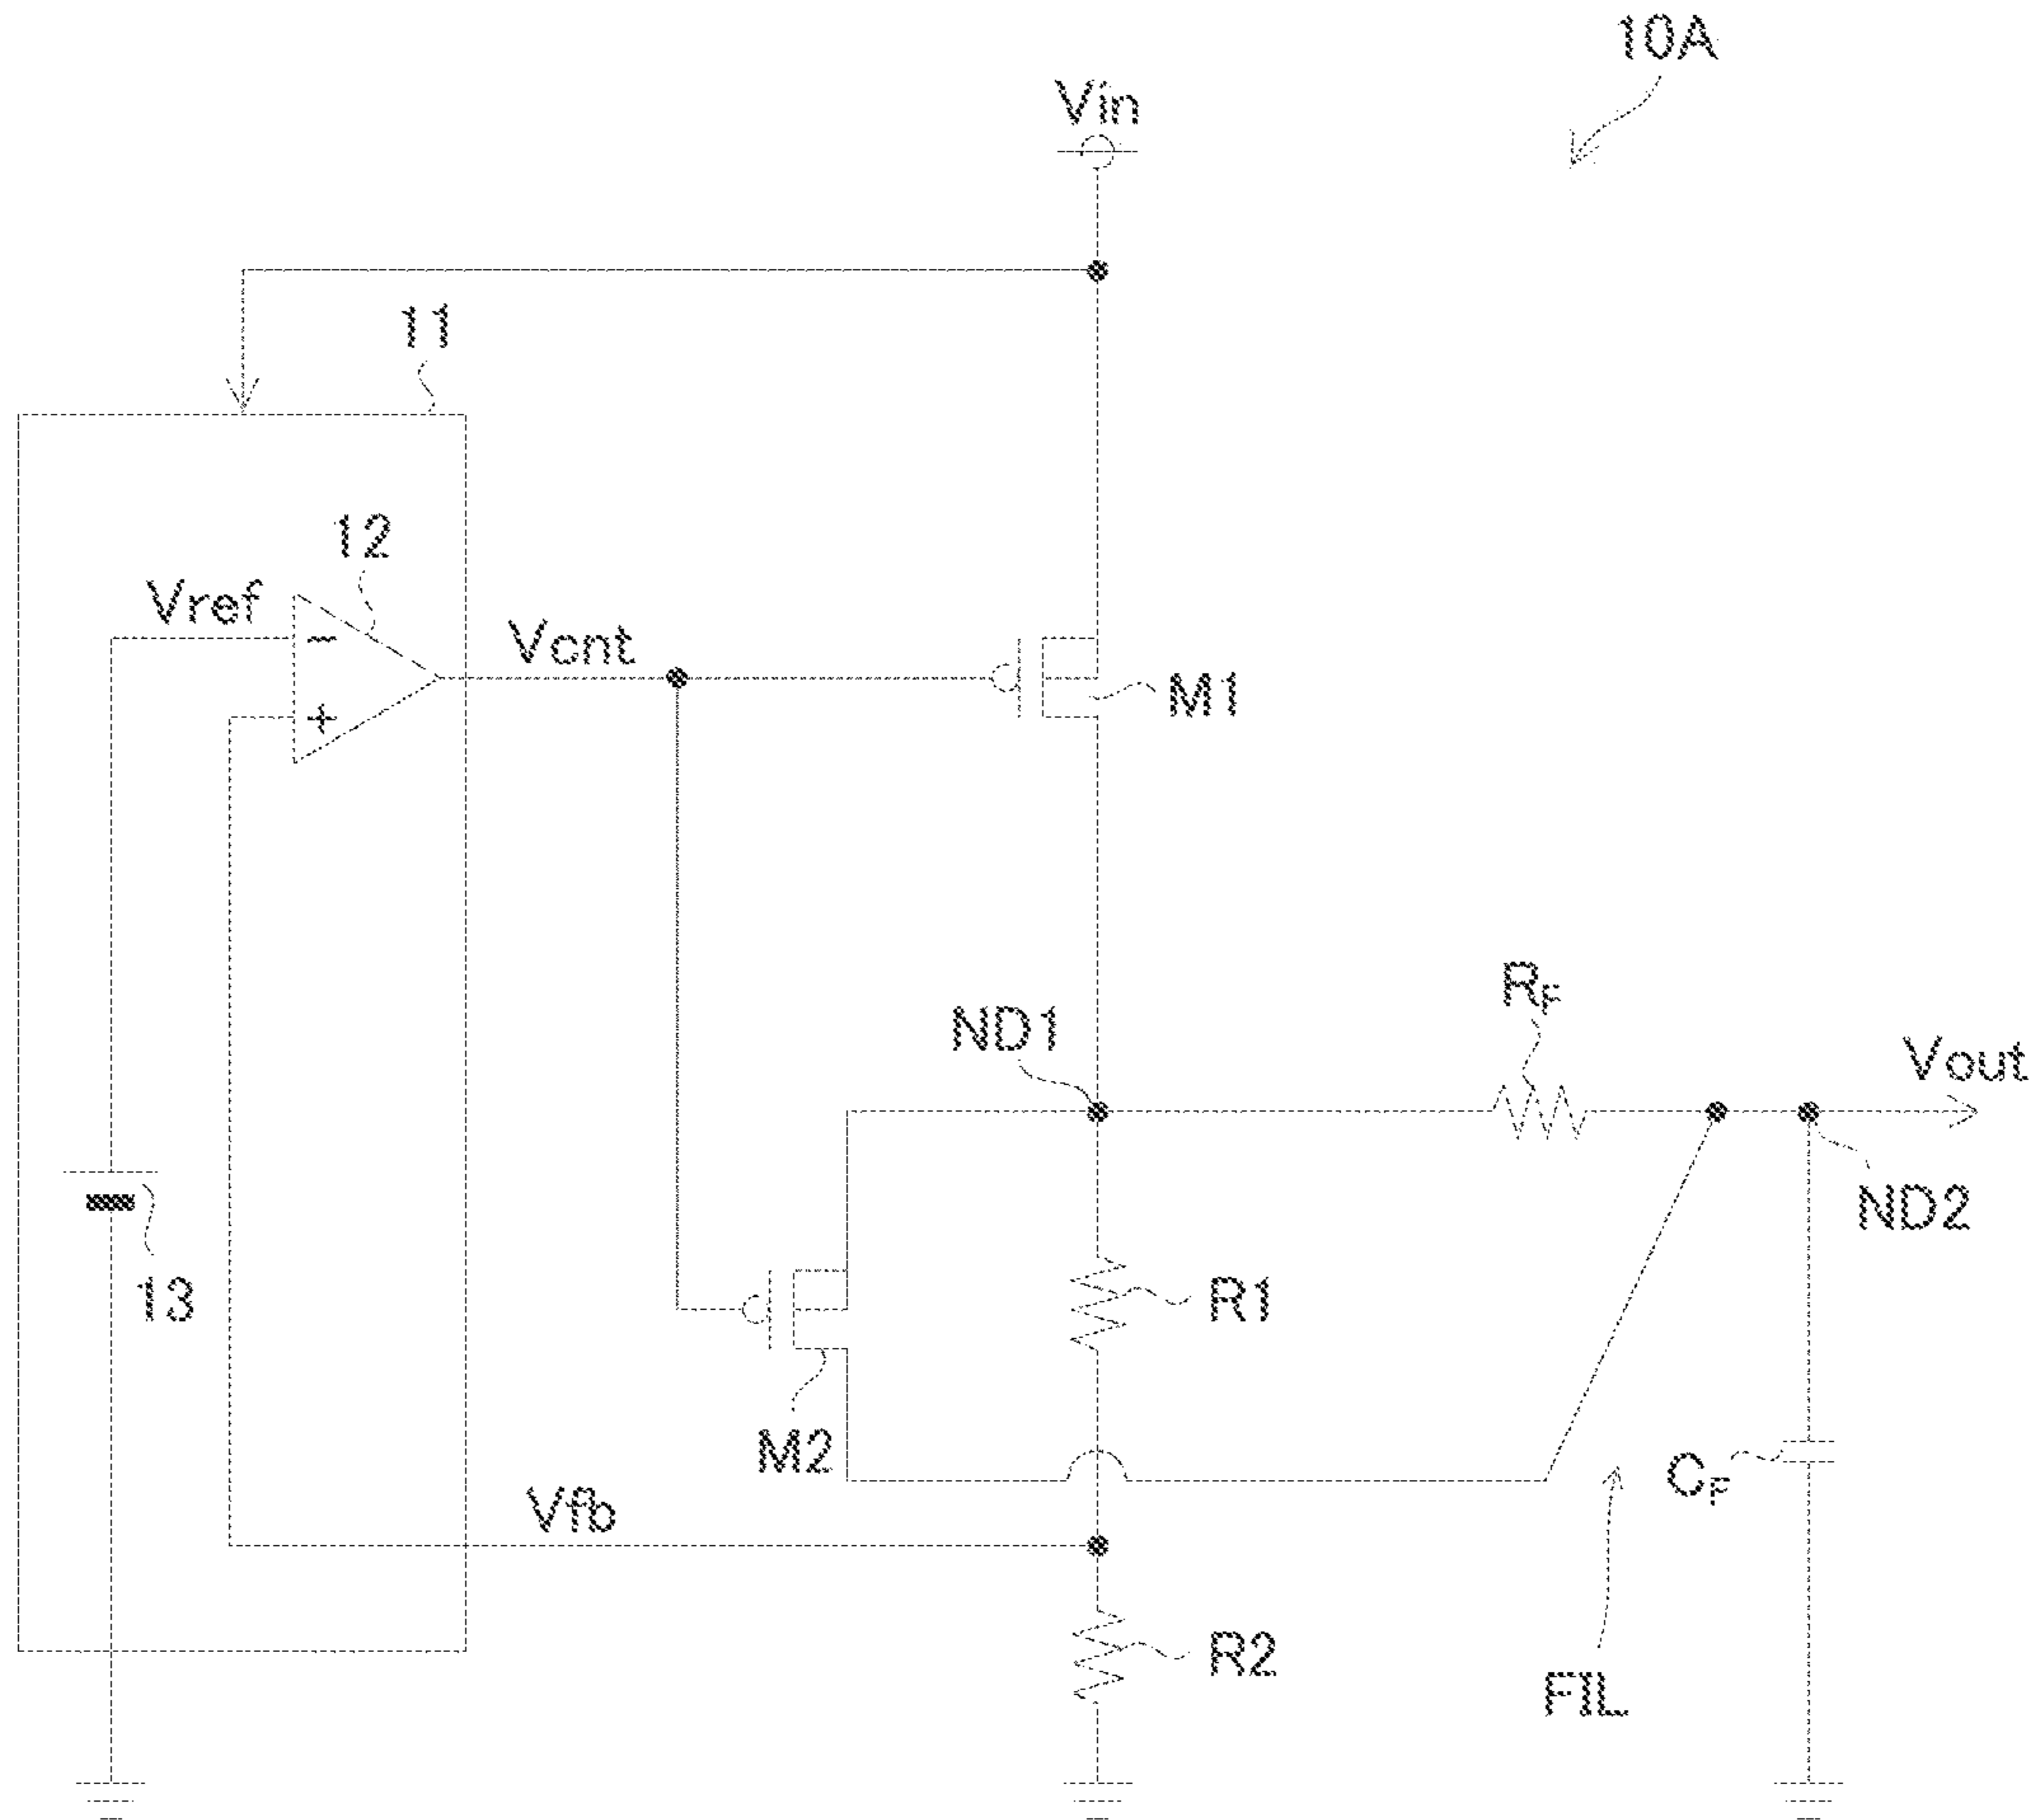 10A
Vin
11
12
Vref
−
+
Vcnt
M1
RF
ND1
Vout
ND2
13
R1
M2
CF
Vfb
R2
FIL